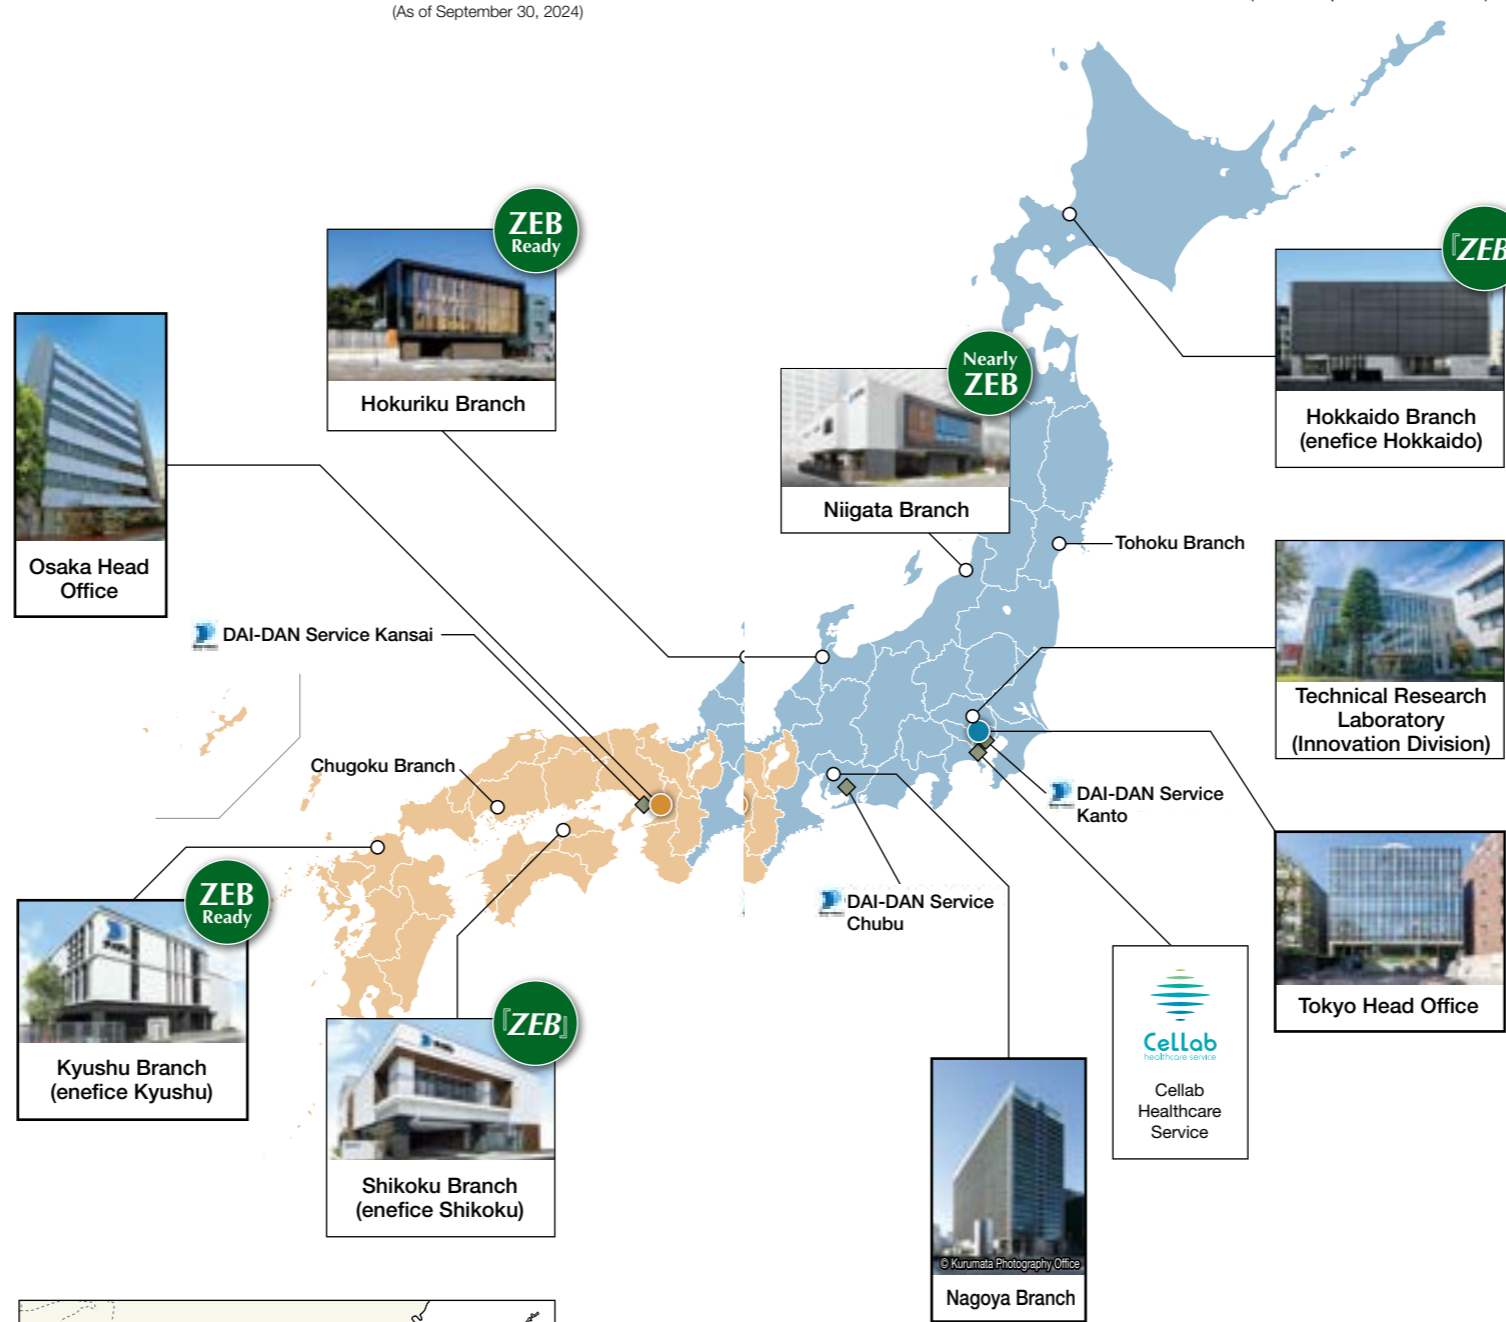 (As of September 30, 2024)
ZEB
Ready
Hokuriku Branch
『ZEB
Hokkaido Branch
(enefice Hokkaido)
Nearly
ZEB
Niigata Branch
Osaka Head
Office
Tohoku Branch
DAI-DAN Service Kansai
Technical Research
Laboratory
(Innovation Division)
Chugoku Branch
DAI-DAN Service
Kanto
ZEB
Ready
Kyushu Branch
(enefice Kyushu)
DAI-DAN Service
Chubu
Tokyo Head Office
Cellab
healthcare service
Cellab
Healthcare
Service
『ZEB』
Shikoku Branch
(enefice Shikoku)
© Kurumata Photography Office
Nagoya Branch